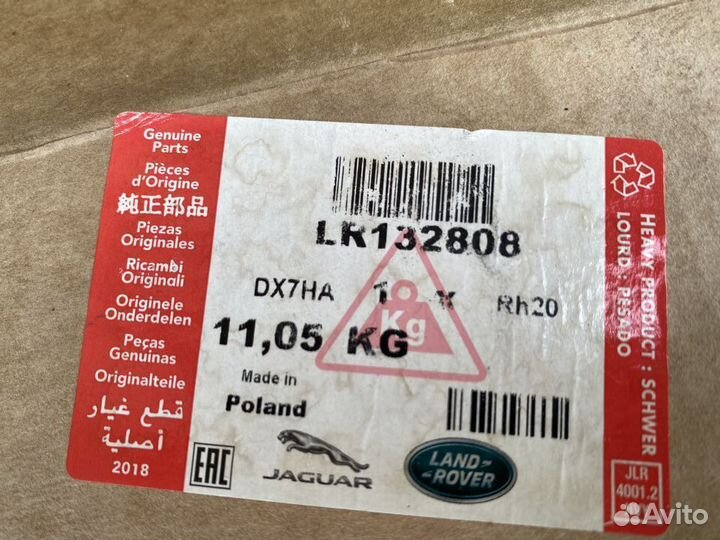 Genuine
Parts
Pièces
d'Origine
純正部品
Piezas
Originales
Ricambi
Originali
Originele
Onderdelen
Peças
Genuinas
Originalteile
قطع غيار
أصلية
2018
LR132808
DX7HA 1 x Rh20
11,05 KG
Kg
Made in
Poland
EAC
JAGUAR
LAND
ROVER
HEAVY PRODUCT : SCHWER
LOURD : PESADO
JLR
4001.2
Avito